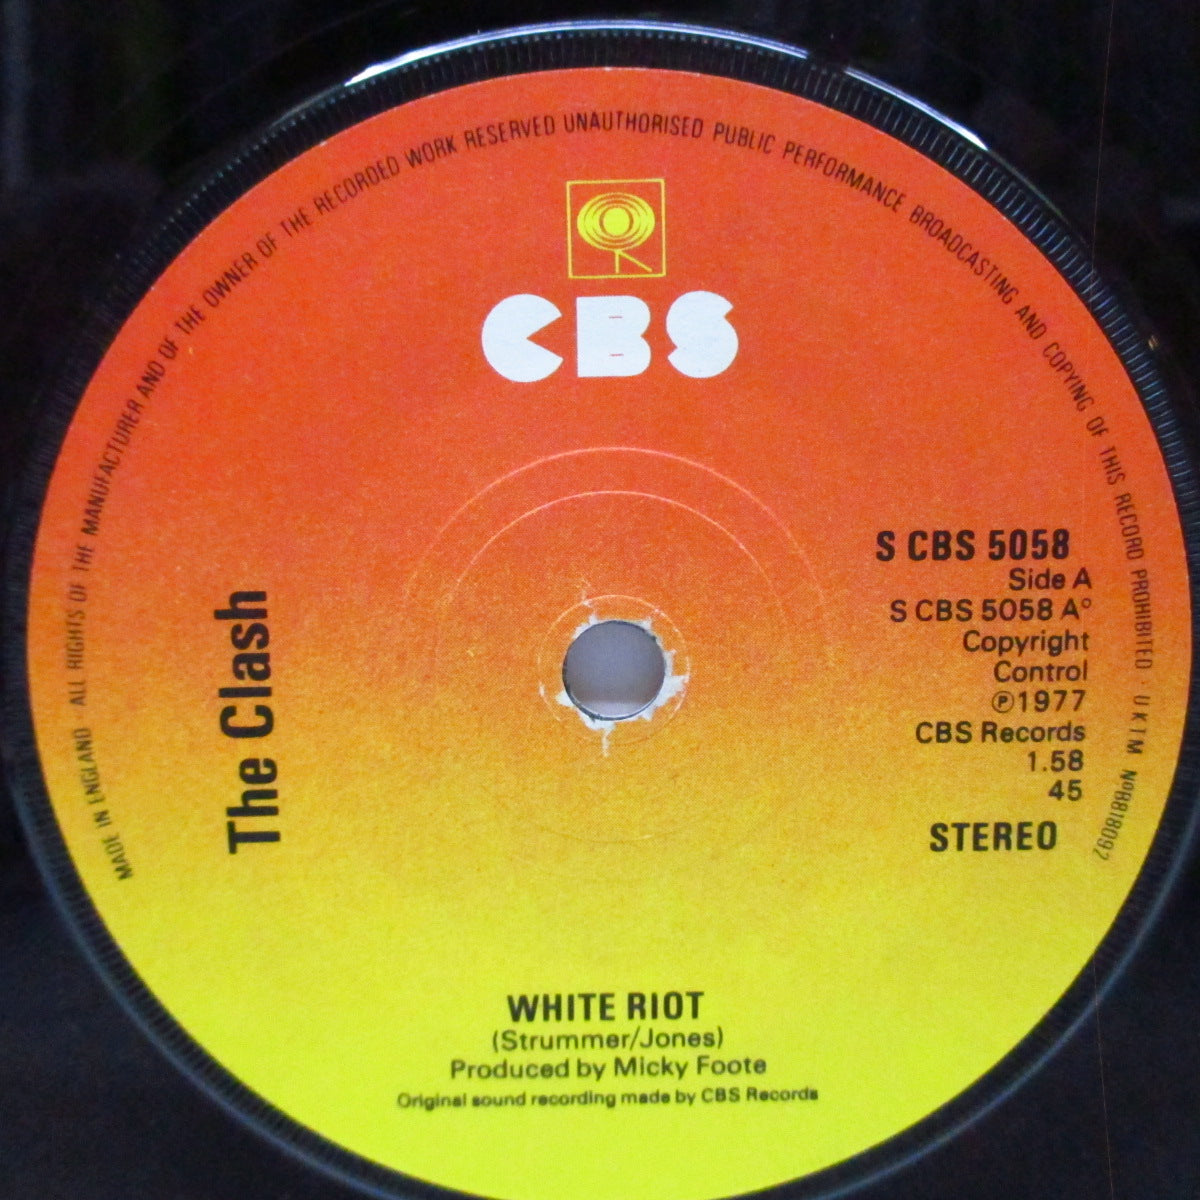 MADE IN ENGLAND · ALL RIGHTS OF THE MANUFACTURER AND OF THE OWNER OF THE RECORDED WORK RESERVED UNAUTHORISED PUBLIC PERFORMANCE BROADCASTING AND COPYING OF THIS RECORD PROHIBITED · UKTM Nº8818092
CBS
The Clash
S CBS 5058
Side A
S CBS 5058 A°
Copyright
Control
℗1977
CBS Records
1.58
45
STEREO
WHITE RIOT
(Strummer/Jones)
Produced by Micky Foote
Original sound recording made by CBS Records